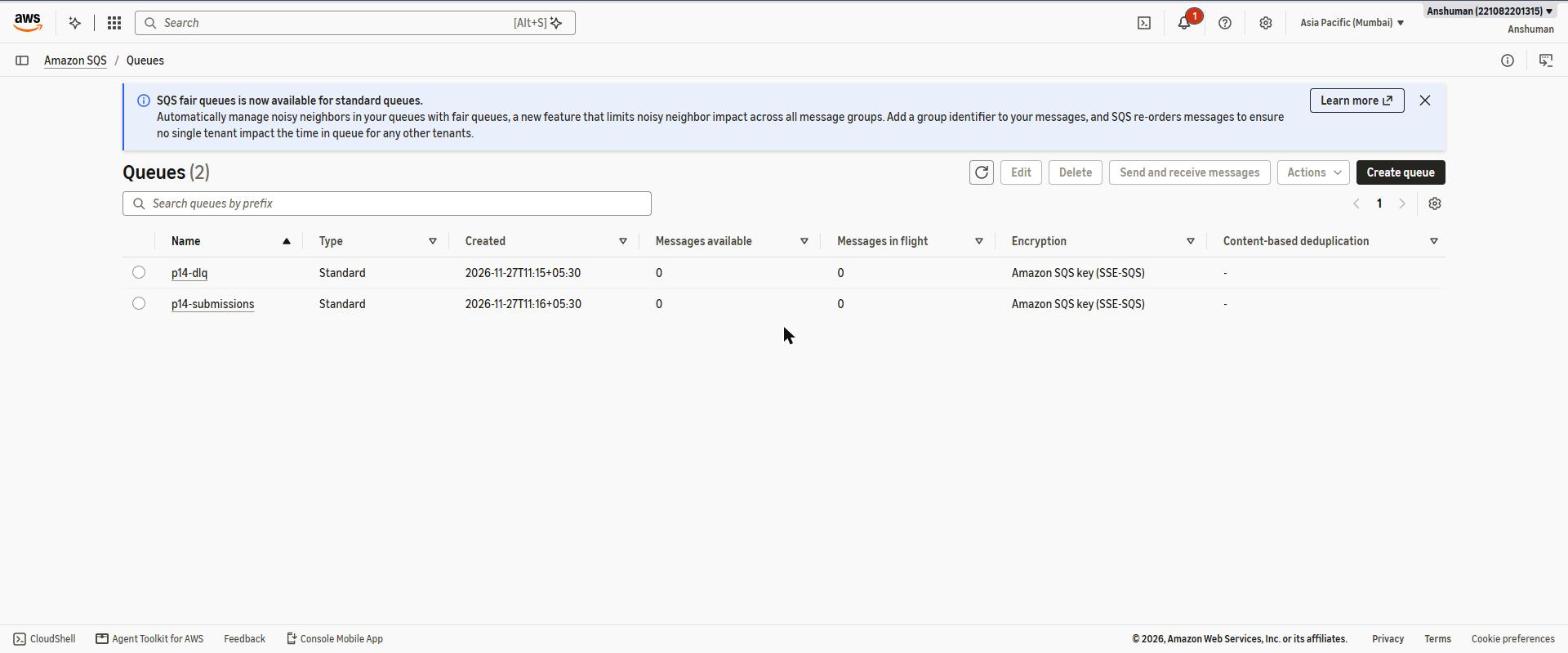 aws
Search [Alt+S]
1
Asia Pacific (Mumbai)
Anshuman (221082201315)
Anshuman
Amazon SQS / Queues
SQS fair queues is now available for standard queues.
Automatically manage noisy neighbors in your queues with fair queues, a new feature that limits noisy neighbor impact across all message groups. Add a group identifier to your messages, and SQS re-orders messages to ensure
no single tenant impact the time in queue for any other tenants.
Learn more
Queues (2)
Edit
Delete
Send and receive messages
Actions
Create queue
Search queues by prefix
1
Name Type Created Messages available Messages in flight Encryption Content-based deduplication
p14-dlq Standard 2026-11-27T11:15+05:30 0 0 Amazon SQS key (SSE-SQS) -
p14-submissions Standard 2026-11-27T11:16+05:30 0 0 Amazon SQS key (SSE-SQS) -
CloudShell Agent Toolkit for AWS Feedback Console Mobile App © 2026, Amazon Web Services, Inc. or its affiliates. Privacy Terms Cookie preferences